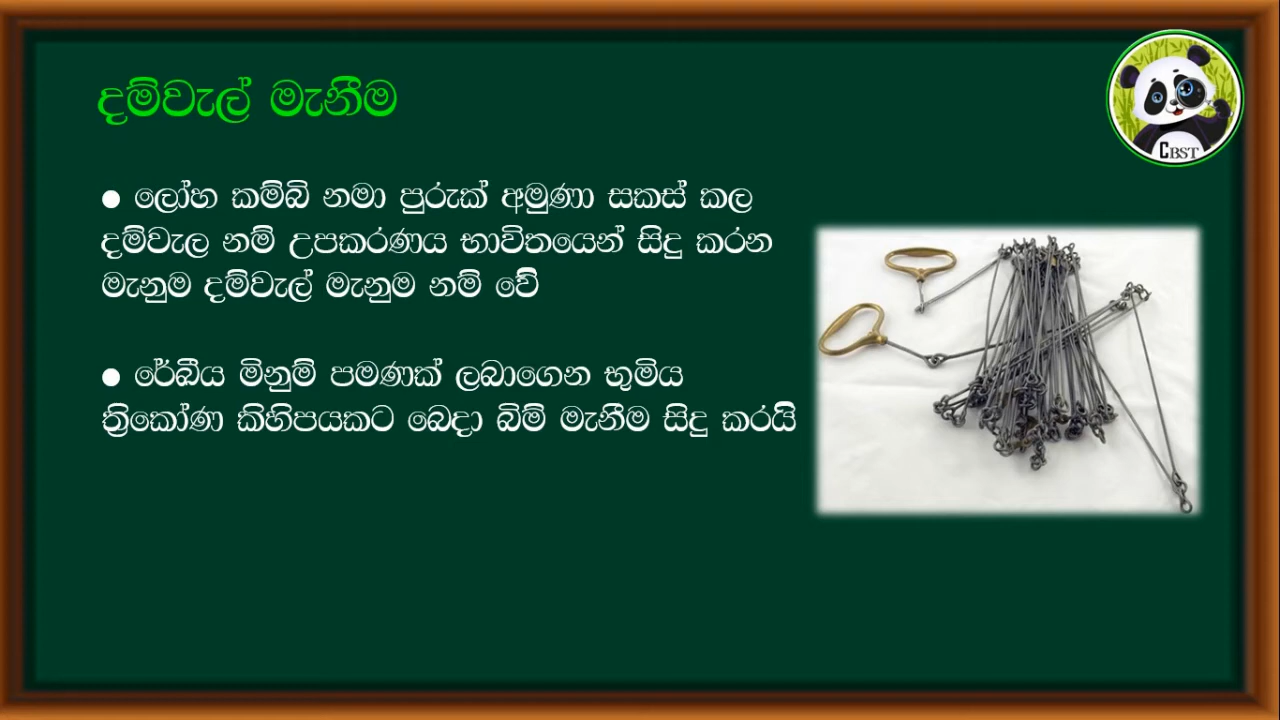 දම්වැල් මැනීම
● ලෝහ කම්බි නමා පුරුක් අමුණා සකස් කල
දම්වැල නම් උපකරණය භාවිතයෙන් සිදු කරන
මැනුම දම්වැල් මැනුම නම් වේ
● රේඛීය මිනුම් පමණක් ලබාගෙන භුමිය
ත්‍රිකෝණ කිහිපයකට බෙදා බිම් මැනීම සිදු කරයි
CBST